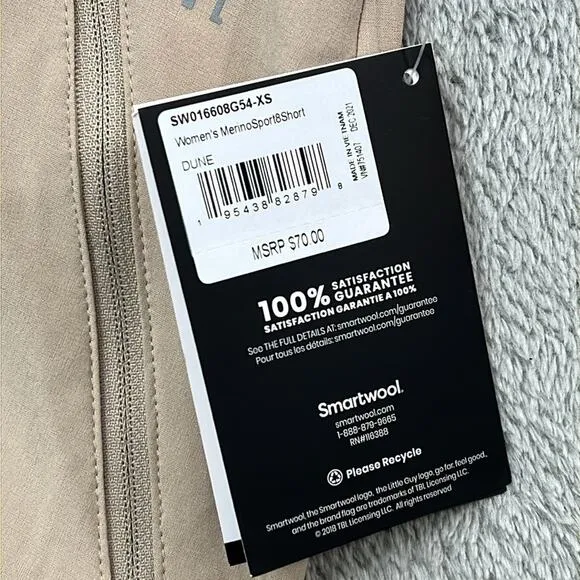 SW016608G54-XS
Women's MerinoSport8Short
DUNE
MADE IN VIETNAM
DEC 2021
VN#751401
1 95438 82879 8
MSRP $70.00
100% SATISFACTION
GUARANTEE
SATISFACTION GARANTIE À 100%
See THE FULL DETAILS AT: smartwool.com/guarantee
Pour tous les détails: smartwool.com/guarantee
Smartwool.
smartwool.com
1-888-879-9665
RN#116388
Please Recycle
Smartwool, the Smartwool logo, the Little Guy logo, go far. feel good.,
and the brand flag are trademarks of TBL Licensing LLC.
© 2018 TBL Licensing LLC. All rights reserved